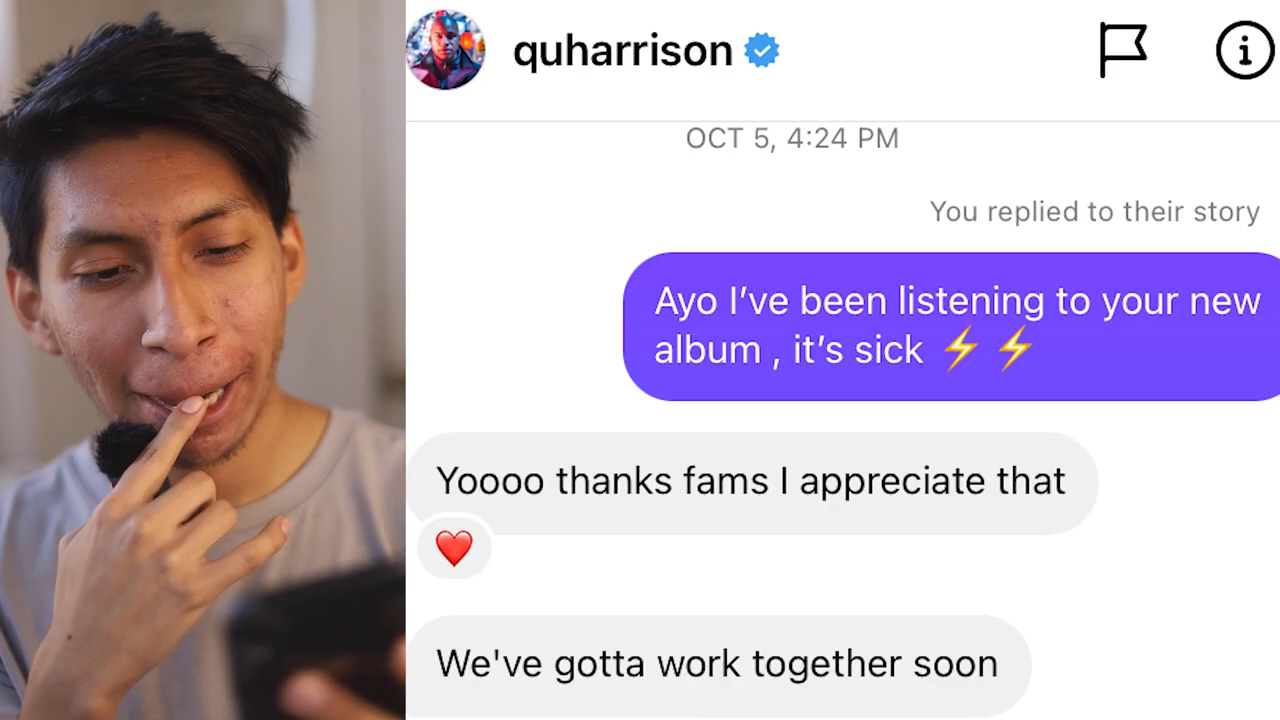 quharrison
OCT 5, 4:24 PM
You replied to their story
Ayo I’ve been listening to your new
album , it’s sick ⚡ ⚡
Yoooo thanks fams I appreciate that
❤️
We've gotta work together soon